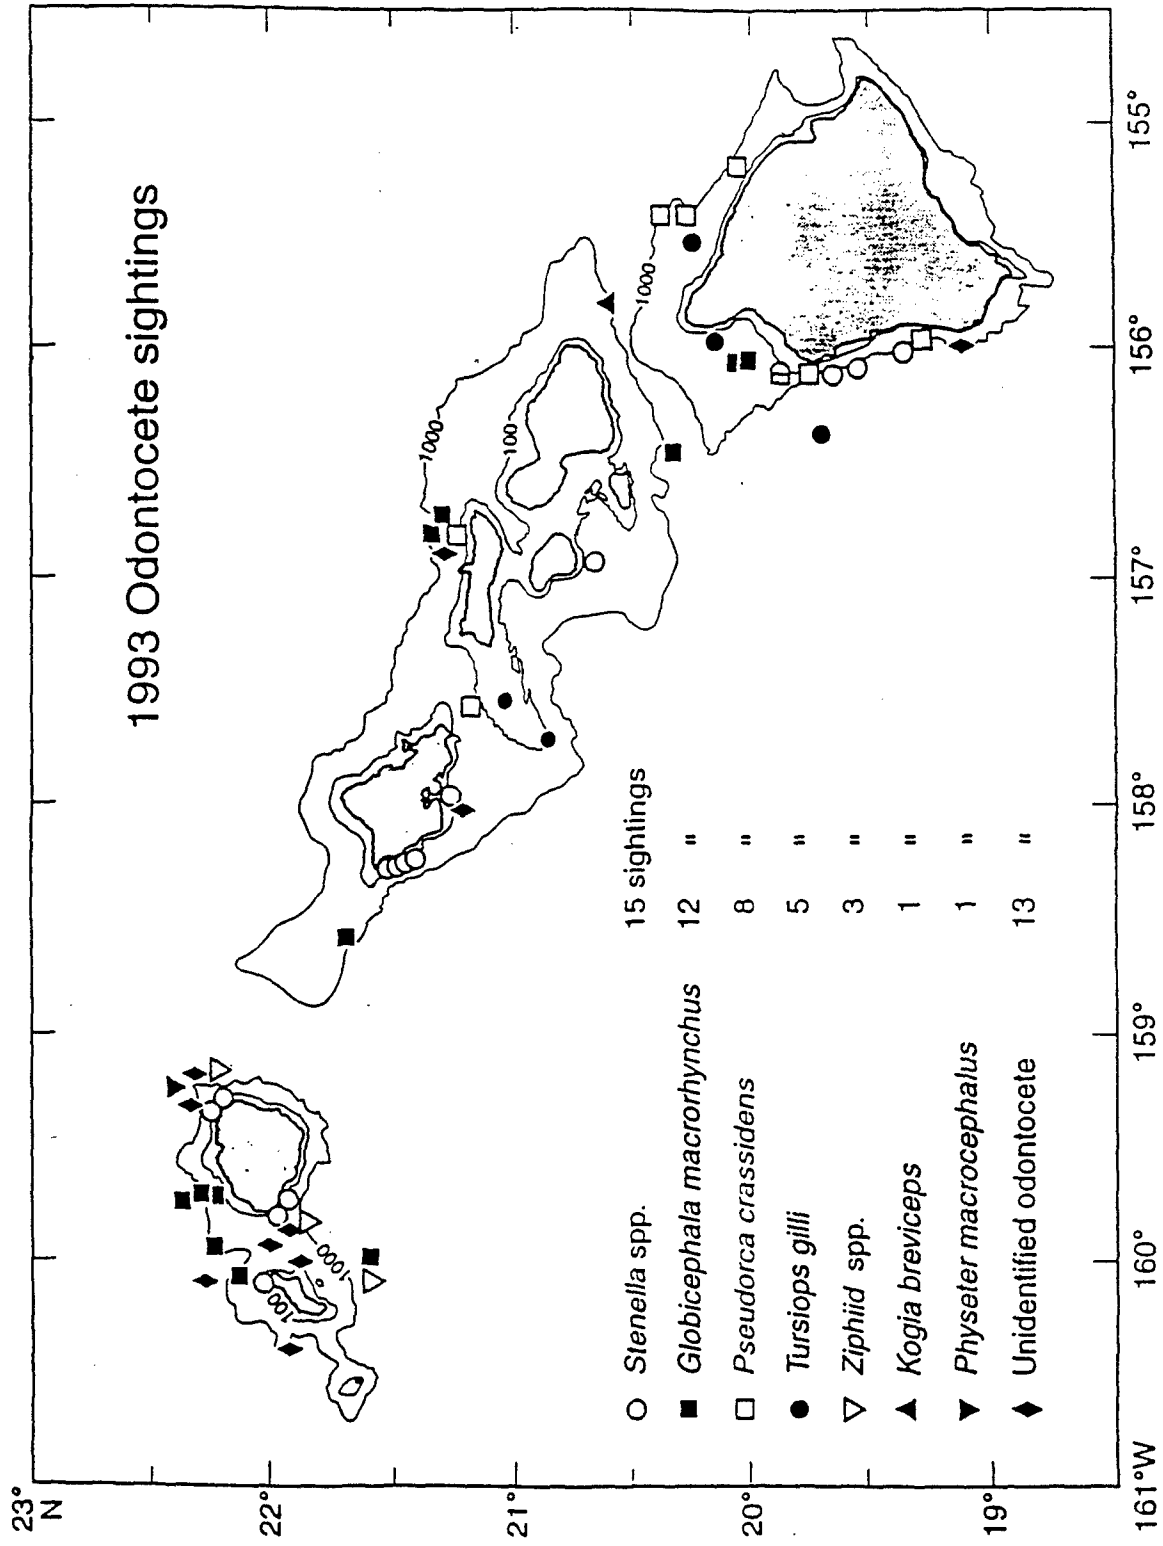 1993 Odontocete sightings
23°
N
22°
21°
20°
19°
161°W
160°
159°
158°
157°
156°
155°
1000
100
1000
1000
100
Stenella spp. 15 sightings
Globicephala macrorhynchus 12 "
Pseudorca crassidens 8 "
Tursiops gilli 5 "
Ziphiid spp. 3 "
Kogia breviceps 1 "
Physeter macrocephalus 1 "
Unidentified odontocete 13 "